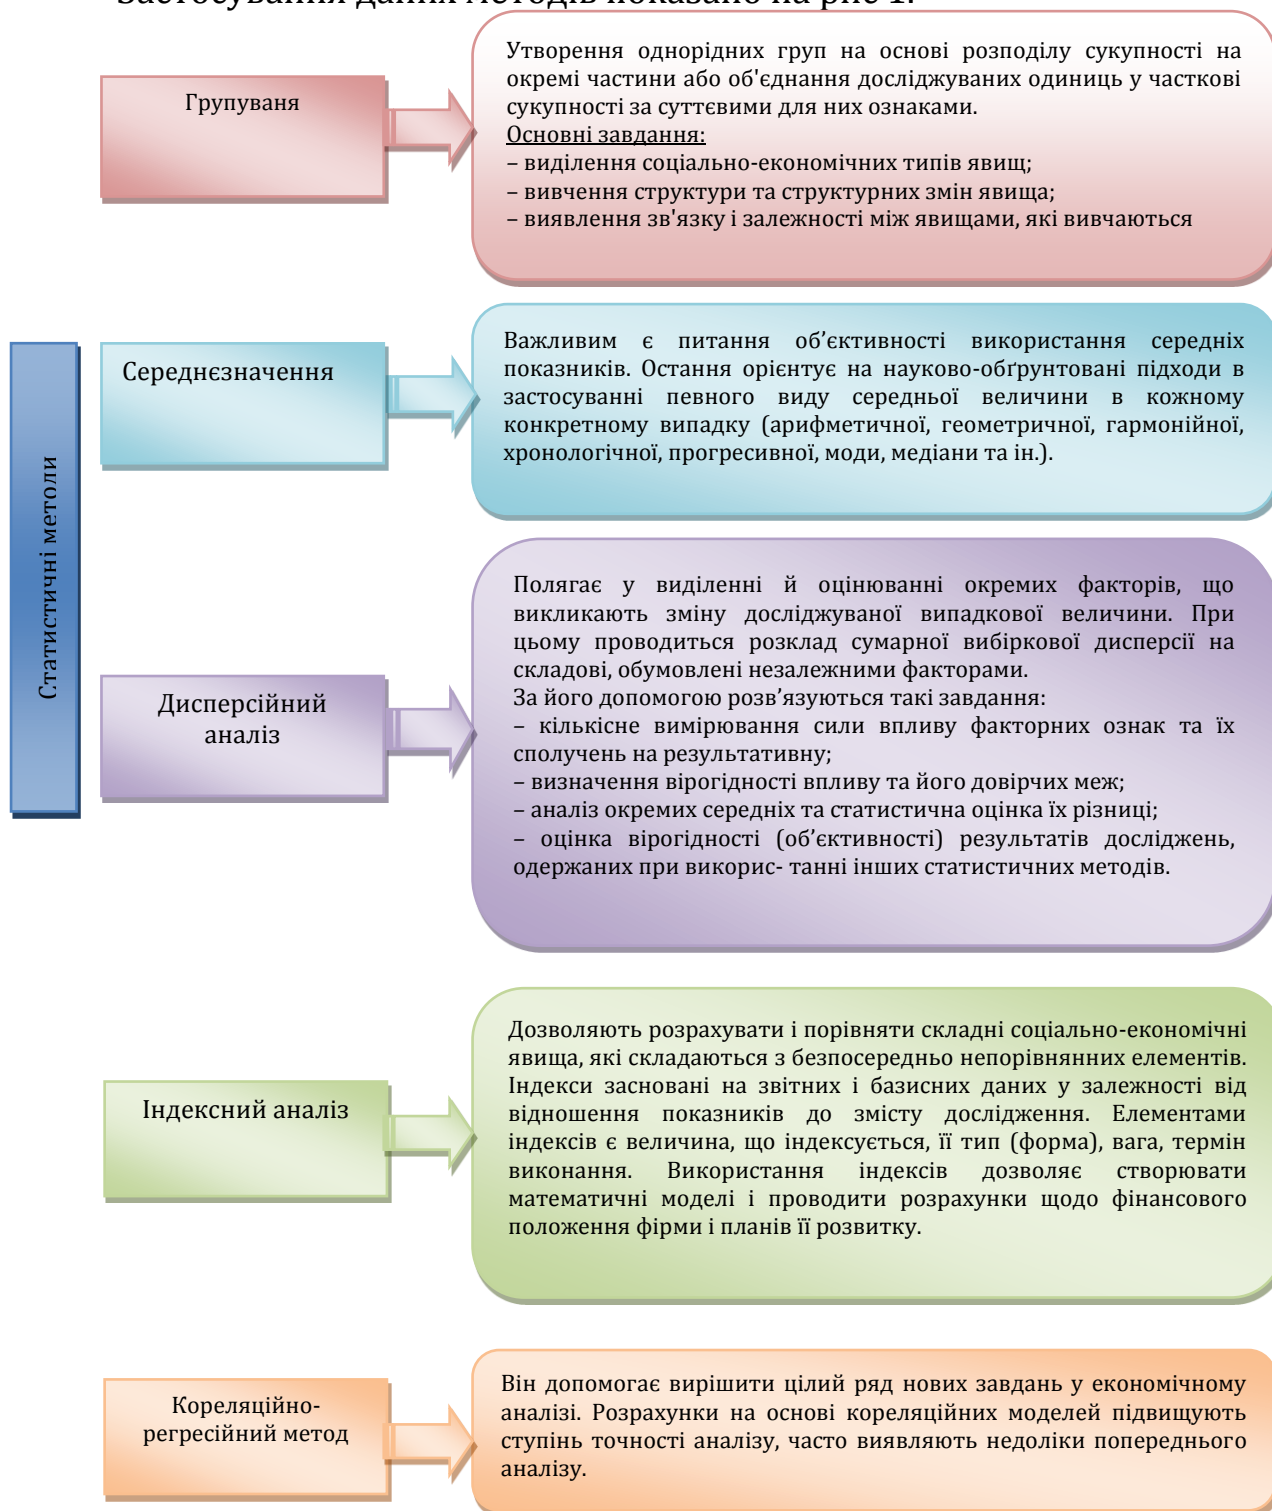 Застосування даних методів показано на рис 1.
Групуваня
Утворення однорідних груп на основі розподілу сукупності на
окремі частини або об'єднання досліджуваних одиниць у часткові
сукупності за суттєвими для них ознаками.
Основні завдання:
– виділення соціально-економічних типів явищ;
– вивчення структури та структурних змін явища;
– виявлення зв'язку і залежності між явищами, які вивчаються
Статистичні методи
Середнєзначення
Важливим є питання об’єктивності використання середніх
показників. Остання орієнтує на науково-обґрунтовані підходи в
застосуванні певного виду середньої величини в кожному
конкретному випадку (арифметичної, геометричної, гармонійної,
хронологічної, прогресивної, моди, медіани та ін.).
Дисперсійний
аналіз
Полягає у виділенні й оцінюванні окремих факторів, що
викликають зміну досліджуваної випадкової величини. При
цьому проводиться розклад сумарної вибіркової дисперсії на
складові, обумовлені незалежними факторами.
За його допомогою розв’язуються такі завдання:
– кількісне вимірювання сили впливу факторних ознак та їх
сполучень на результативну;
– визначення вірогідності впливу та його довірчих меж;
– аналіз окремих середніх та статистична оцінка їх різниці;
– оцінка вірогідності (об’єктивності) результатів досліджень,
одержаних при викорис- танні інших статистичних методів.
Індексний аналіз
Дозволяють розрахувати і порівняти складні соціально-економічні
явища, які складаються з безпосередньо непорівнянних елементів.
Індекси засновані на звітних і базисних даних у залежності від
відношення показників до змісту дослідження. Елементами
індексів є величина, що індексується, її тип (форма), вага, термін
виконання. Використання індексів дозволяє створювати
математичні моделі і проводити розрахунки щодо фінансового
положення фірми і планів її розвитку.
Кореляційно-
регресійний метод
Він допомагає вирішити цілий ряд нових завдань у економічному
аналізі. Розрахунки на основі кореляційних моделей підвищують
ступінь точності аналізу, часто виявляють недоліки попереднього
аналізу.